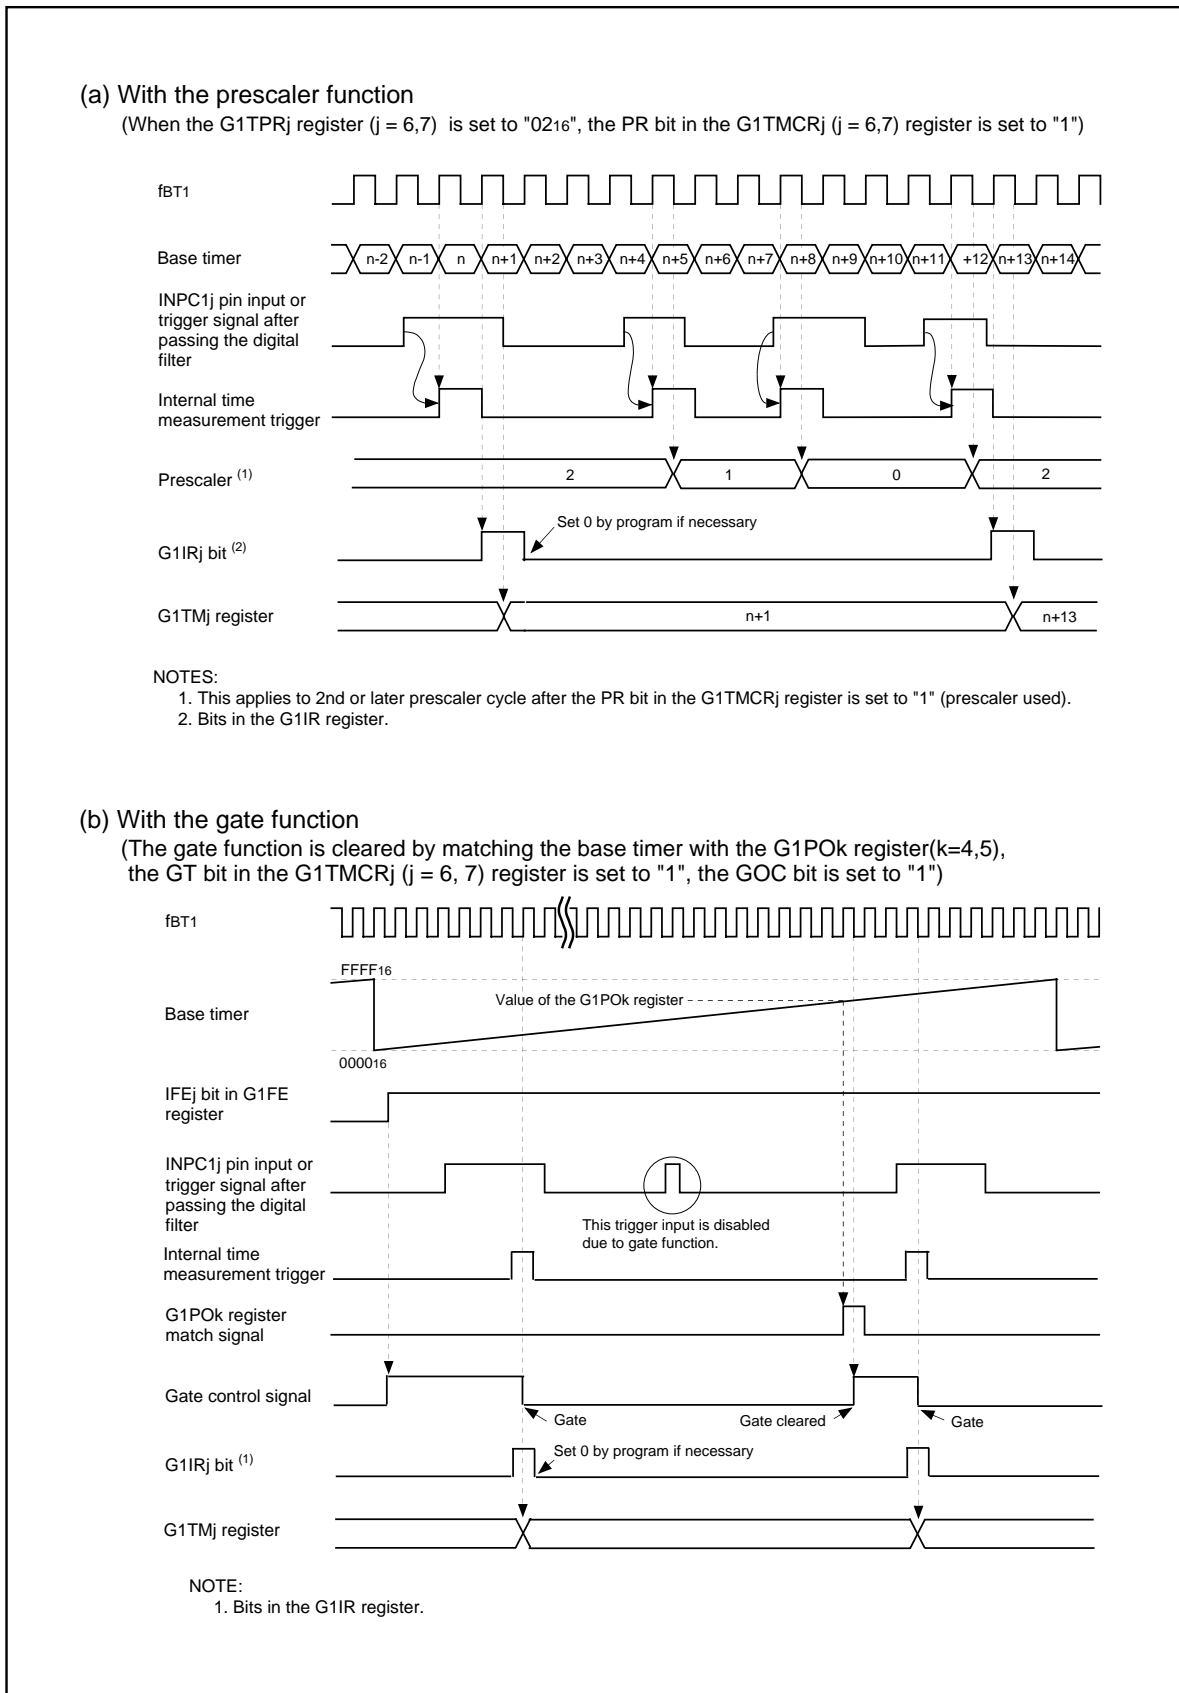 (a) With the prescaler function
(When the G1TPRj register (j = 6,7) is set to "0216", the PR bit in the G1TMCRj (j = 6,7) register is set to "1")
fBT1
Base timer
n-2 n-1 n n+1 n+2 n+3 n+4 n+5 n+6 n+7 n+8 n+9 n+10 n+11 +12 n+13 n+14
INPC1j pin input or
trigger signal after
passing the digital
filter
Internal time
measurement trigger
Prescaler (1)
2 1 0 2
Set 0 by program if necessary
G1IRj bit (2)
G1TMj register
n+1 n+13
NOTES:
1. This applies to 2nd or later prescaler cycle after the PR bit in the G1TMCRj register is set to "1" (prescaler used).
2. Bits in the G1IR register.
(b) With the gate function
(The gate function is cleared by matching the base timer with the G1POk register(k=4,5),
the GT bit in the G1TMCRj (j = 6, 7) register is set to "1", the GOC bit is set to "1")
fBT1
FFFF16
Value of the G1POk register
Base timer
000016
IFEj bit in G1FE
register
INPC1j pin input or
trigger signal after
passing the digital
filter
This trigger input is disabled
due to gate function.
Internal time
measurement trigger
G1POk register
match signal
Gate control signal
Gate Gate cleared Gate
Set 0 by program if necessary
G1IRj bit (1)
G1TMj register
NOTE:
1. Bits in the G1IR register.